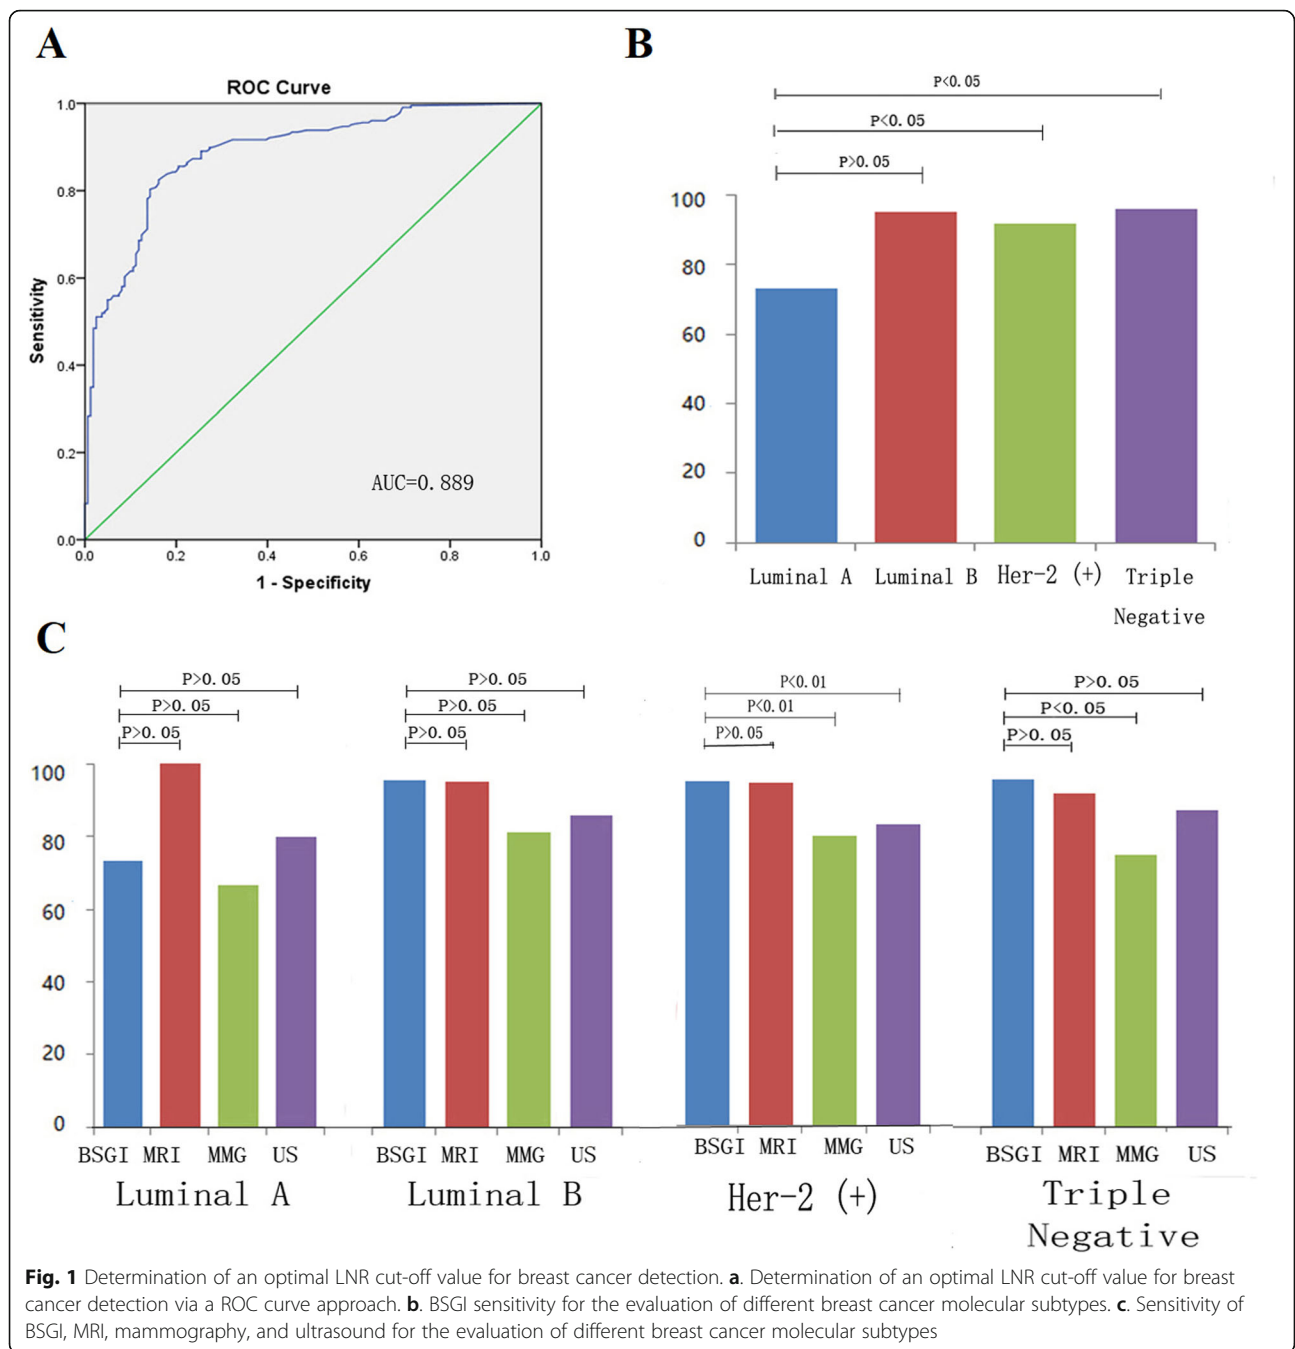 A
ROC Curve
1.0
0.8
0.6
0.4
0.2
0.0
Sensitivity
AUC=0.889
0.0 0.2 0.4 0.6 0.8 1.0
1 - Specificity
B
P<0.05
P<0.05
P>0.05
100
80
60
40
20
0
Luminal A Luminal B Her-2 (+) Triple
Negative
C
P>0.05
P>0.05
P>0.05
100
80
60
40
20
0
BSGI MRI MMG US
Luminal A
P>0.05
P>0.05
P>0.05
BSGI MRI MMG US
Luminal B
P<0.01
P<0.01
P>0.05
BSGI MRI MMG US
Her-2 (+)
P>0.05
P<0.05
P>0.05
BSGI MRI MMG US
Triple
Negative
Fig. 1 Determination of an optimal LNR cut-off value for breast cancer detection. a. Determination of an optimal LNR cut-off value for breast
cancer detection via a ROC curve approach. b. BSGI sensitivity for the evaluation of different breast cancer molecular subtypes. c. Sensitivity of
BSGI, MRI, mammography, and ultrasound for the evaluation of different breast cancer molecular subtypes